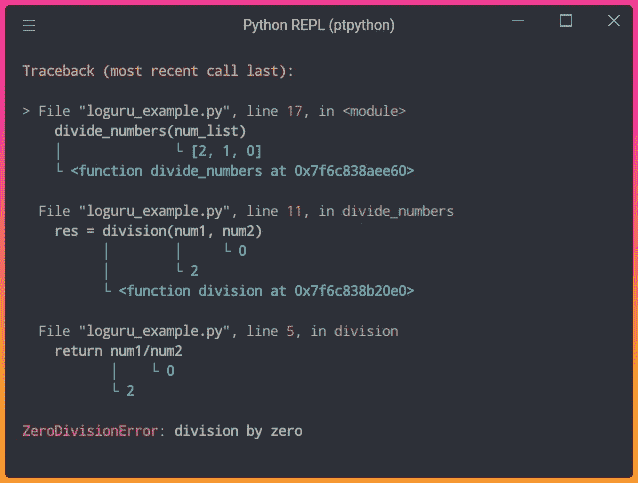 Python REPL (ptpython)
Traceback (most recent call last):
> File "loguru_example.py", line 17, in <module>
    divide_numbers(num_list)
    │              └ [2, 1, 0]
    └ <function divide_numbers at 0x7f6c838aee60>
  File "loguru_example.py", line 11, in divide_numbers
    res = division(num1, num2)
          │        │     └ 0
          │        └ 2
          └ <function division at 0x7f6c838b20e0>
  File "loguru_example.py", line 5, in division
    return num1/num2
           │    └ 0
           └ 2
ZeroDivisionError: division by zero